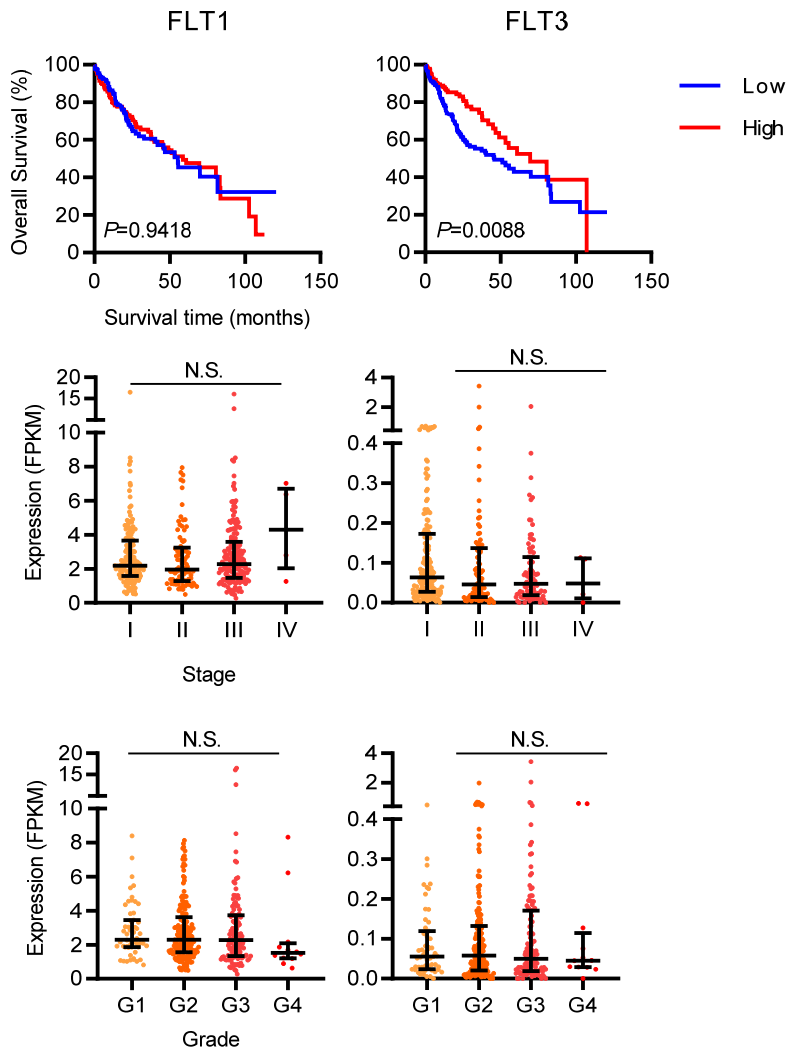 FLT1 FLT3
Overall Survival (%)
100 80 60 40 20 0
P=0.9418
0 50 100 150
Survival time (months)
100 80 60 40 20 0
P=0.0088
0 50 100 150
Low
High
N.S.
Expression (FPKM)
20 15 10 8 6 4 2 0
I II III IV
Stage
N.S.
4 2 0.4 0.3 0.2 0.1 0.0
I II III IV
N.S.
Expression (FPKM)
20 15 10 8 6 4 2 0
G1 G2 G3 G4
Grade
N.S.
4 2 0.4 0.3 0.2 0.1 0.0
G1 G2 G3 G4